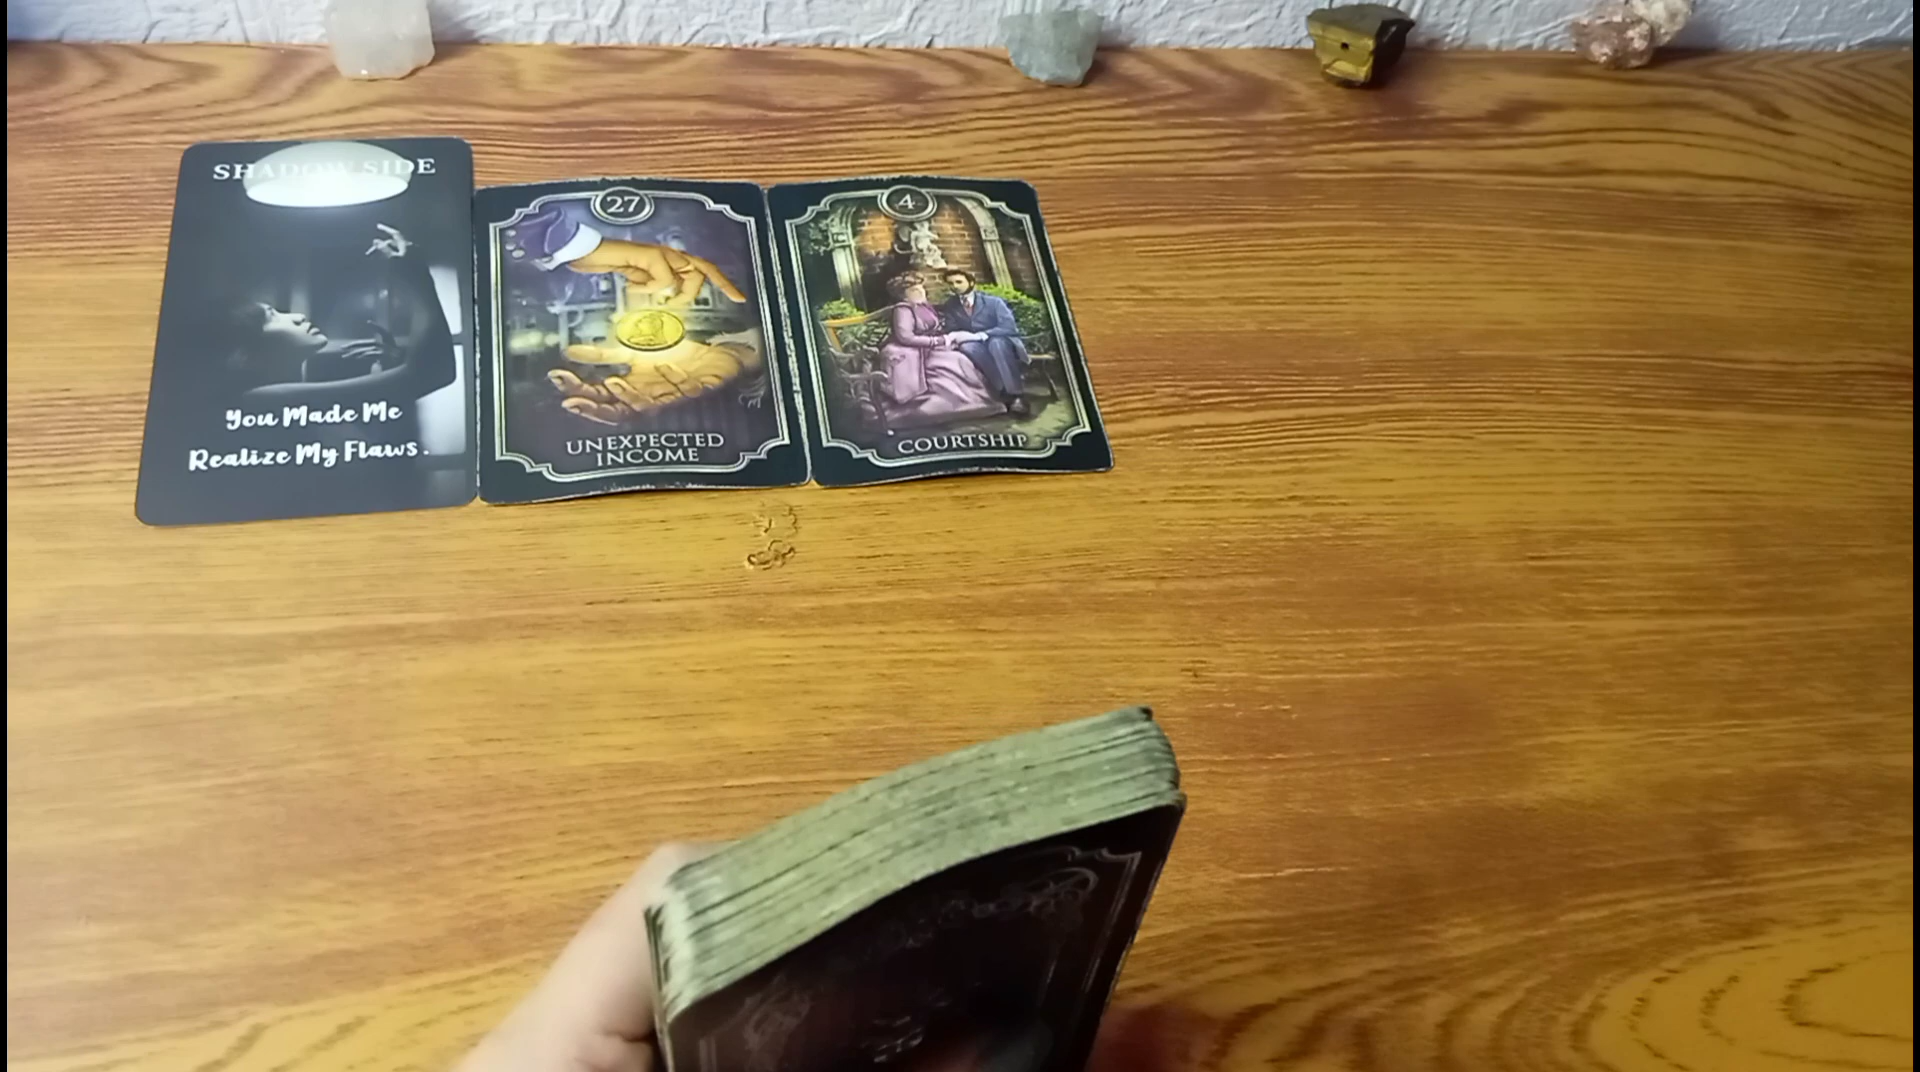 SHADOW SIDE
You Made Me
Realize My Flaws.
27
UNEXPECTED
INCOME
4
COURTSHIP